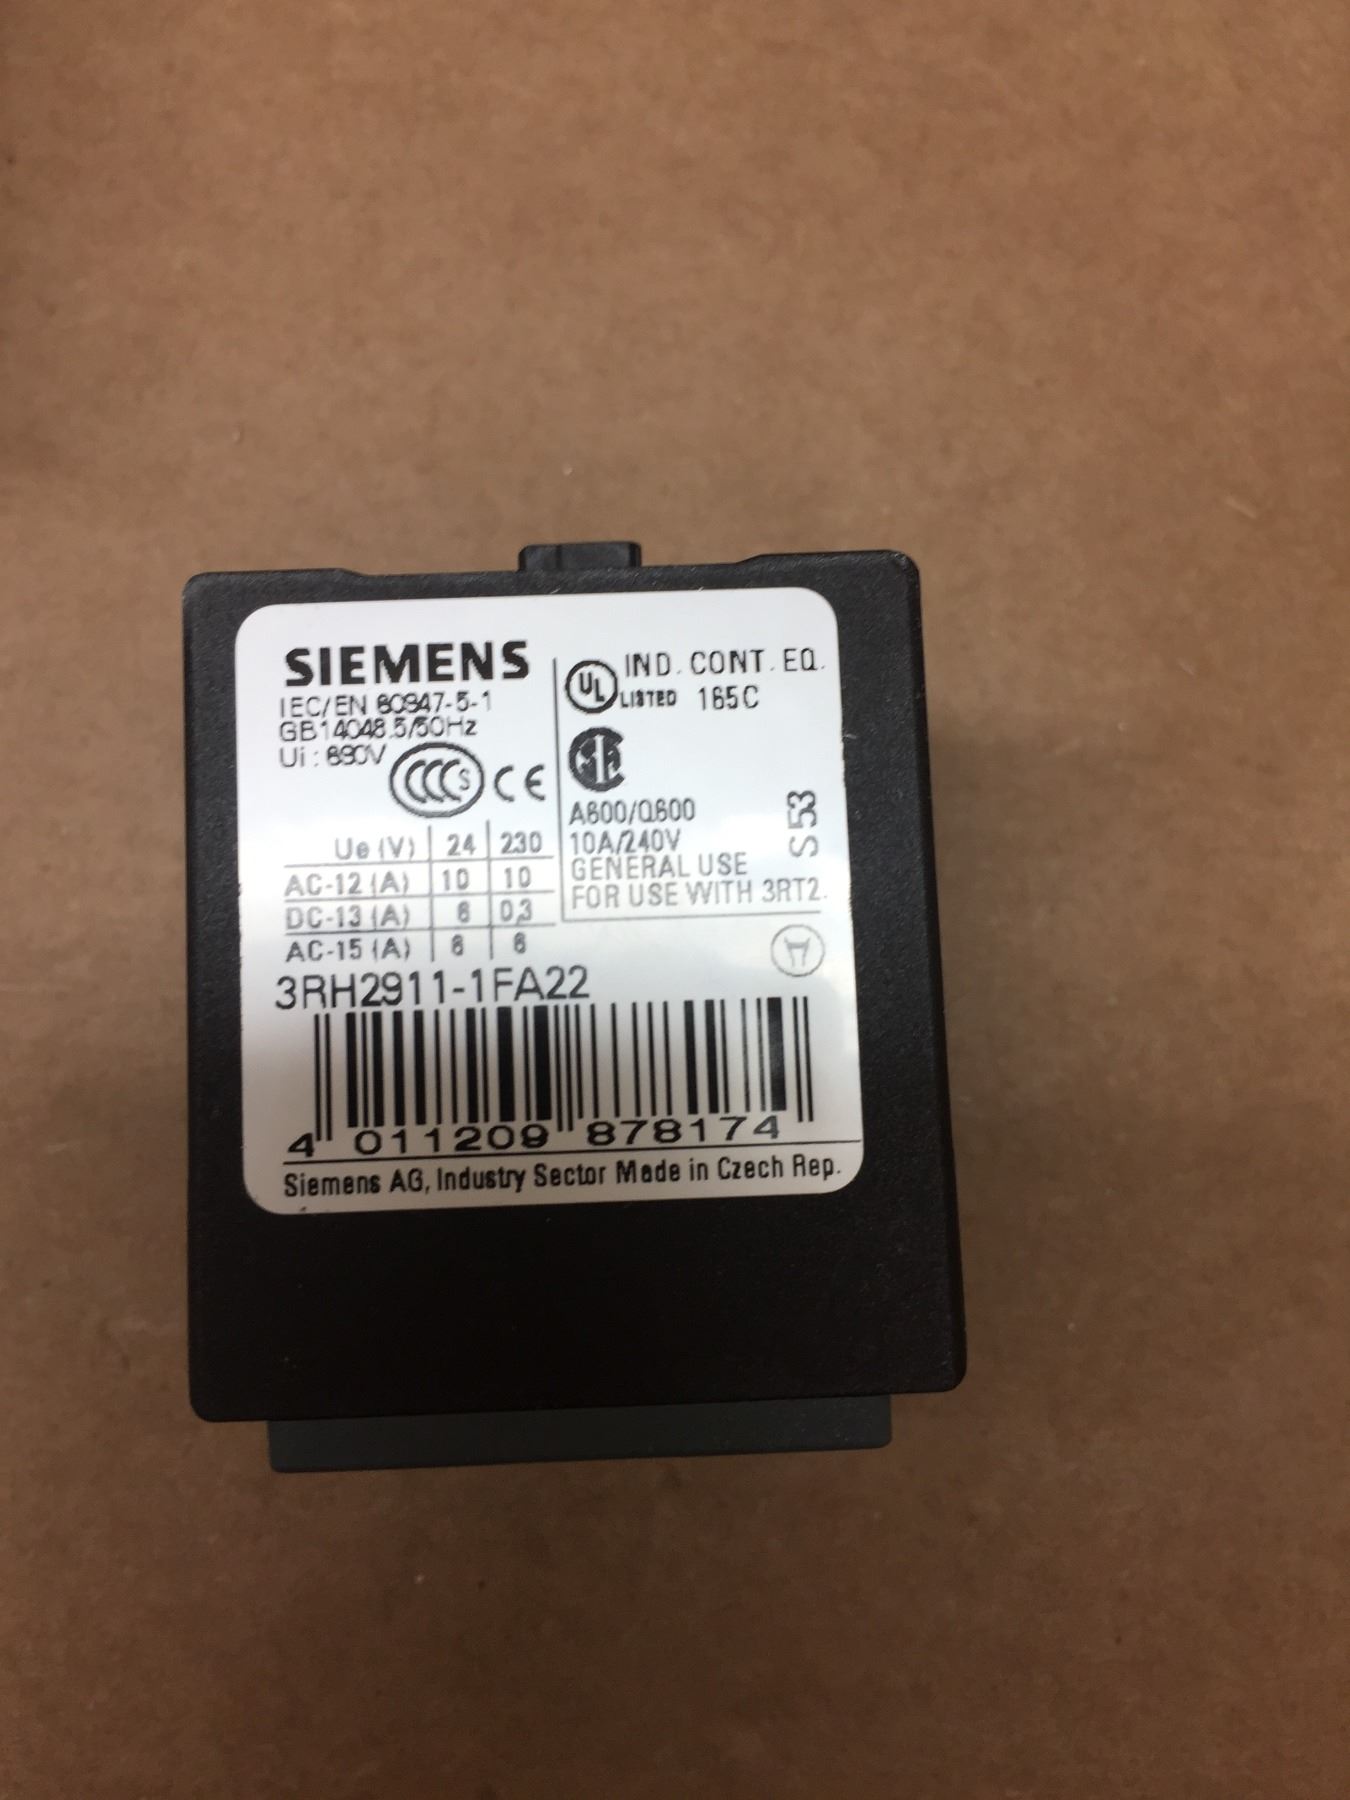 SIEMENS
IEC/EN 60947-5-1
GB14048.5/50Hz
Ui : 690V
CCC S CE
Ue (V) 24 230
AC-12 (A) 10 10
DC-13 (A) 6 0,3
AC-15 (A) 6 6
UL LISTED
IND. CONT. EQ.
165C
A600/Q600
10A/240V
GENERAL USE
FOR USE WITH 3RT2.
S53
3RH2911-1FA22
4 011209 878174
Siemens AG, Industry Sector Made in Czech Rep.